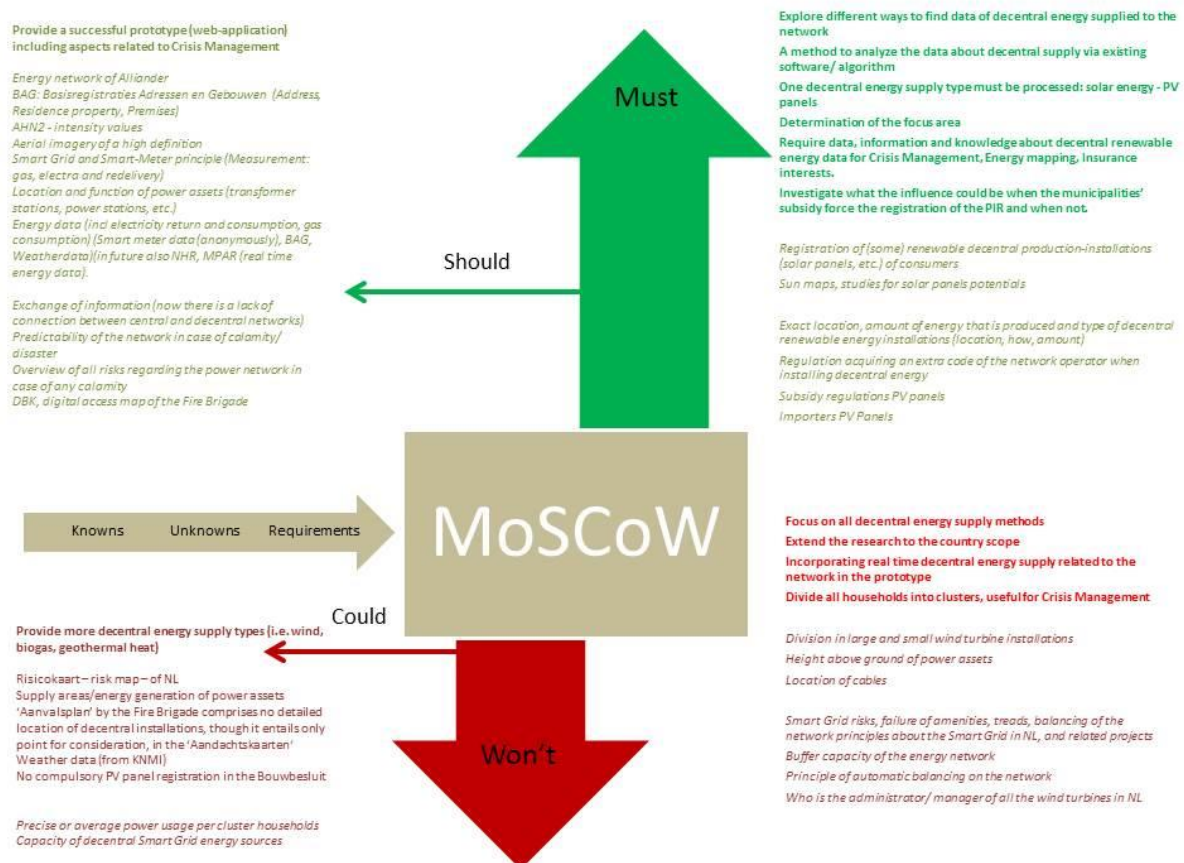 Provide a successful prototype (web-application)
including aspects related to Crisis Management
Energy network of Alliander
BAG: Basisregistraties Adressen en Gebouwen (Address,
Residence property, Premises)
AHN2 - intensity values
Aerial imagery of a high definition
Smart Grid and Smart-Meter principle (Measurement:
gas, electra and redelivery)
Location and function of power assets (transformer
stations, power stations, etc.)
Energy data (incl electricity return and consumption, gas
consumption) (Smart meter data (anonymously), BAG,
Weatherdata)(in future also NHR, MPAR (real time
energy data).
Exchange of information (now there is a lack of
connection between central and decentral networks)
Predictability of the network in case of calamity/
disaster
Overview of all risks regarding the power network in
case of any calamity
DBK, digital access map of the Fire Brigade
Should
Must
Explore different ways to find data of decentral energy supplied to the
network
A method to analyze the data about decentral supply via existing
software/ algorithm
One decentral energy supply type must be processed: solar energy - PV
panels
Determination of the focus area
Require data, information and knowledge about decentral renewable
energy data for Crisis Management, Energy mapping, Insurance
interests.
Investigate what the influence could be when the municipalities'
subsidy force the registration of the PIR and when not.
Registration of (some) renewable decentral production-installations
(solar panels, etc.) of consumers
Sun maps, studies for solar panels potentials
Exact location, amount of energy that is produced and type of decentral
renewable energy installations (location, how, amount)
Regulation acquiring an extra code of the network operator when
installing decentral energy
Subsidy regulations PV panels
Importers PV Panels
Knowns Unknowns Requirements
MoSCoW
Could
Provide more decentral energy supply types (i.e. wind,
biogas, geothermal heat)
Risicokaart – risk map – of NL
Supply areas/energy generation of power assets
'Aanvalsplan' by the Fire Brigade comprises no detailed
location of decentral installations, though it entails only
point for consideration, in the 'Aandachtskaarten'
Weather data (from KNMI)
No compulsory PV panel registration in the Bouwbesluit
Precise or average power usage per cluster households
Capacity of decentral Smart Grid energy sources
Won't
Focus on all decentral energy supply methods
Extend the research to the country scope
Incorporating real time decentral energy supply related to the
network in the prototype
Divide all households into clusters, useful for Crisis Management
Division in large and small wind turbine installations
Height above ground of power assets
Location of cables
Smart Grid risks, failure of amenities, treads, balancing of the
network principles about the Smart Grid in NL, and related projects
Buffer capacity of the energy network
Principle of automatic balancing on the network
Who is the administrator/ manager of all the wind turbines in NL